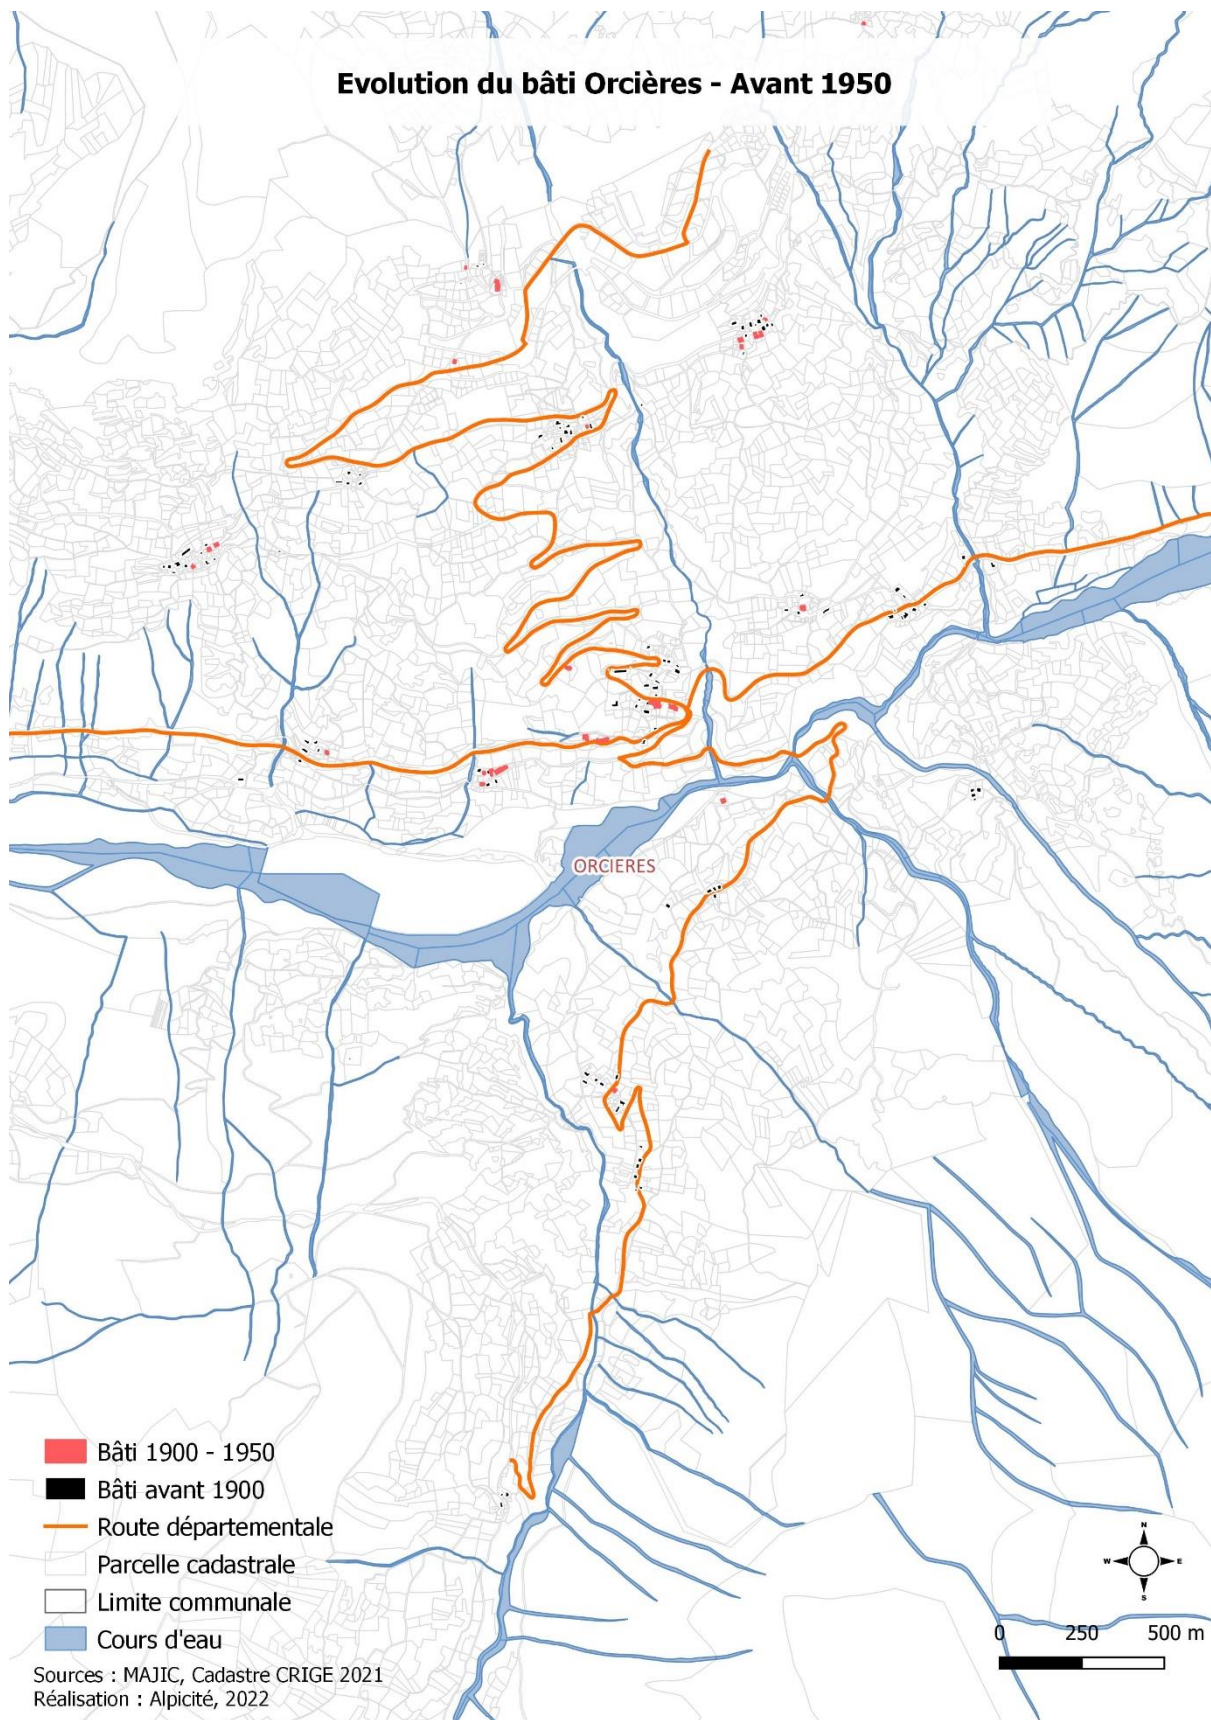 Evolution du bâti Orcières - Avant 1950
ORCIERES
Bâti 1900 - 1950
Bâti avant 1900
Route départementale
Parcelle cadastrale
Limite communale
Cours d'eau
Sources : MAJIC, Cadastre CRIGE 2021
Réalisation : Alpicité, 2022
N
W E
S
0 250 500 m